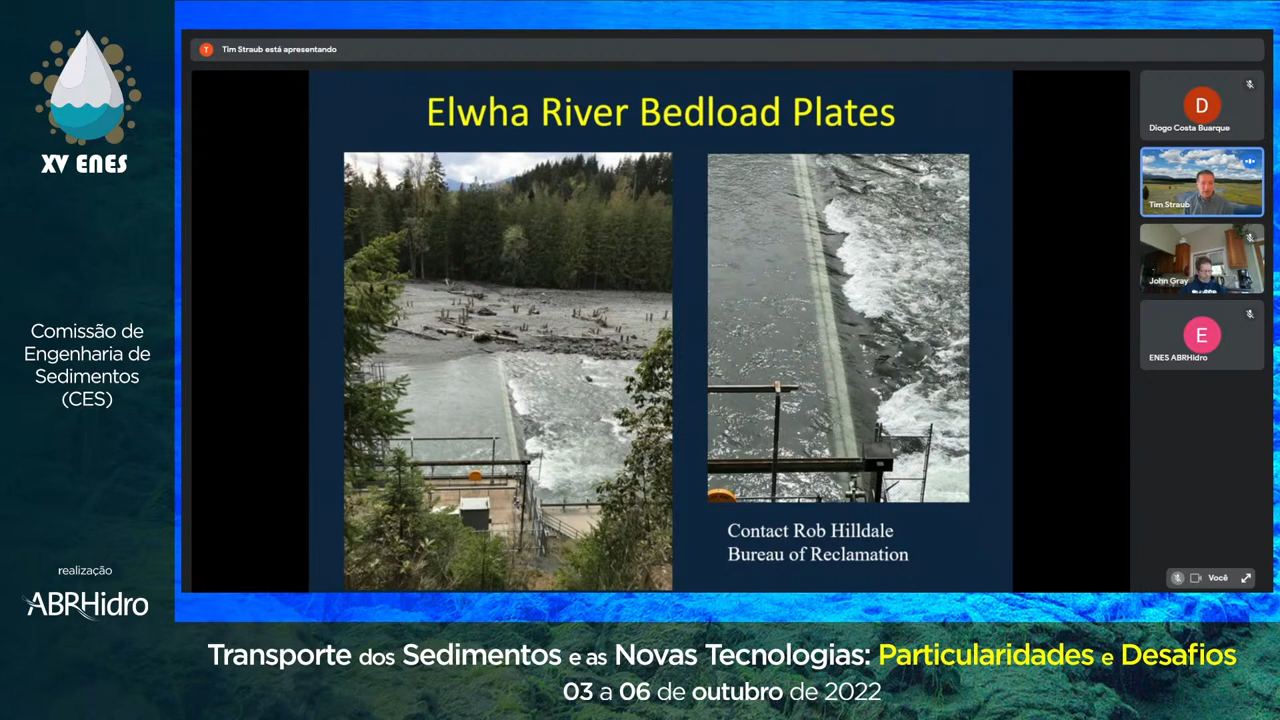 XV ENES
Comissão de
Engenharia de
Sedimentos
(CES)
realização
ABRHidro
T
Tim Straub está apresentando
Elwha River Bedload Plates
Contact Rob Hilldale
Bureau of Reclamation
D
Diogo Costa Buarque
Tim Straub
John Gray
E
ENES ABRHidro
Você
Transporte dos Sedimentos e as Novas Tecnologias: Particularidades e Desafios
03 a 06 de outubro de 2022